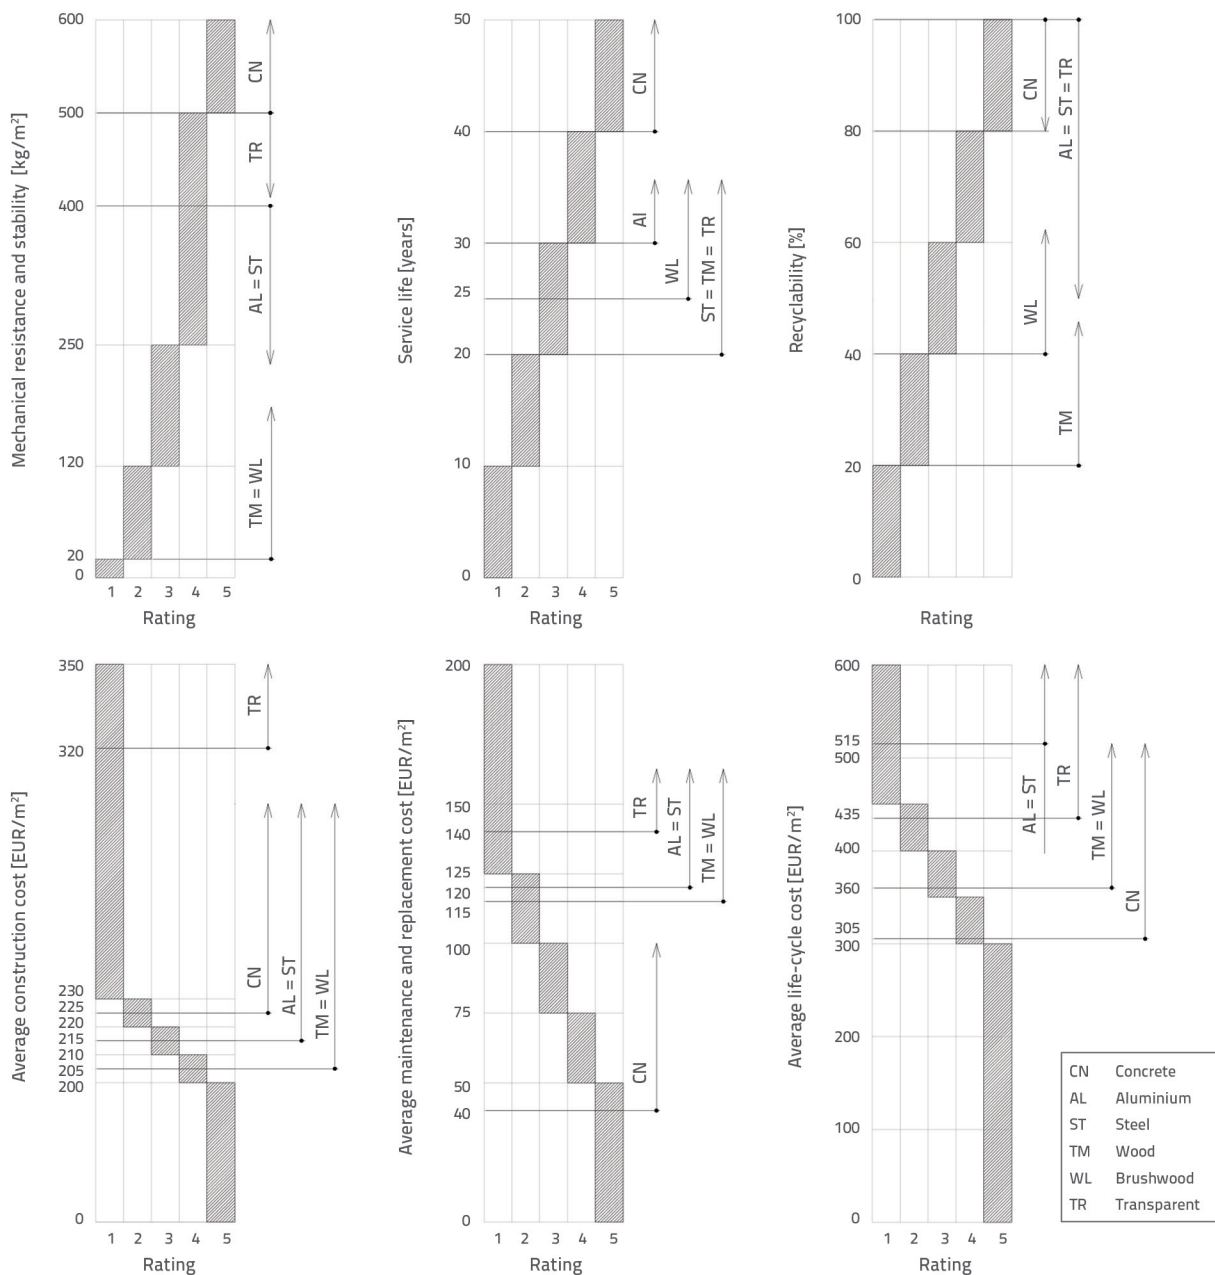 Mechanical resistance and stability [kg/m²]
600
500
400
250
120
20
0
CN
TR
AL = ST
TM = WL
1 2 3 4 5
Rating
Service life [years]
50
40
30
25
20
10
0
CN
Al
WL
ST = TM = TR
1 2 3 4 5
Rating
Recyclability [%]
100
80
60
40
20
0
CN
AL = ST = TR
WL
TM
1 2 3 4 5
Rating
Average construction cost [EUR/m²]
350
320
230
225
220
215
210
205
200
0
TR
CN
AL = ST
TM = WL
1 2 3 4 5
Rating
Average maintenance and replacement cost [EUR/m²]
200
150
140
125
120
115
100
75
50
40
0
TR
AL = ST
TM = WL
CN
1 2 3 4 5
Rating
Average life-cycle cost [EUR/m²]
600
515
500
435
400
360
305
300
200
100
0
AL = ST
TR
TM = WL
CN
1 2 3 4 5
Rating
CN Concrete
AL Aluminium
ST Steel
TM Wood
WL Brushwood
TR Transparent